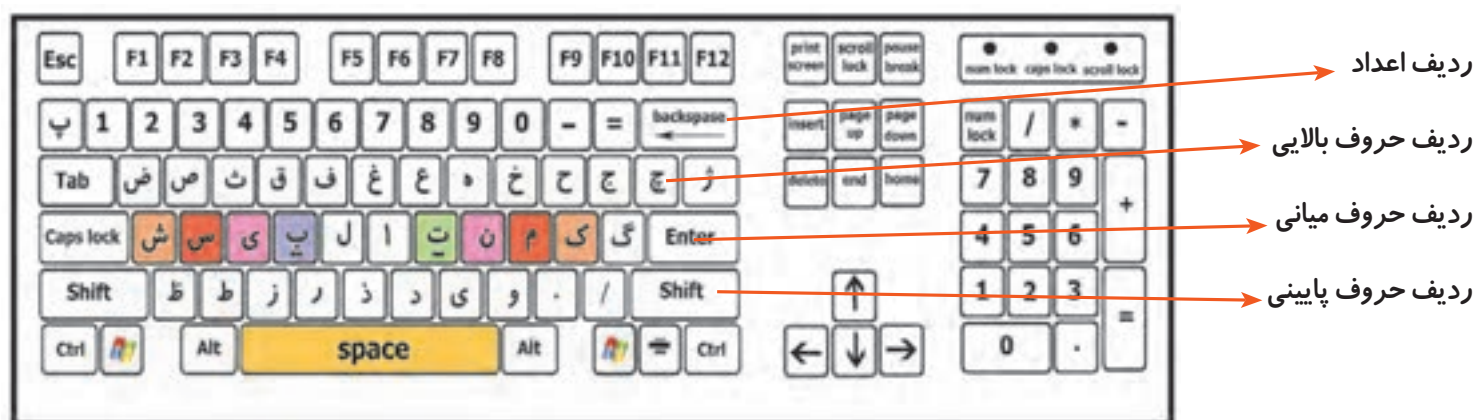 Esc F1 F2 F3 F4 F5 F6 F7 F8 F9 F10 F11 F12 print screen scroll lock pause break num lock caps lock scroll lock
پ 1 2 3 4 5 6 7 8 9 0 - = backspase insert page up page down num lock / * -
Tab ض ص ث ق ف غ ع ه خ ح ج چ ژ delete end home 7 8 9 +
Caps lock ش س ی ب ل ا ت ن م ک گ Enter 4 5 6
Shift ظ ط ز ر ذ د ی و . / Shift ↑ 1 2 3 =
Ctrl Alt space Alt Ctrl ← ↓ → 0 .
ردیف اعداد
ردیف حروف بالایی
ردیف حروف میانی
ردیف حروف پایینی